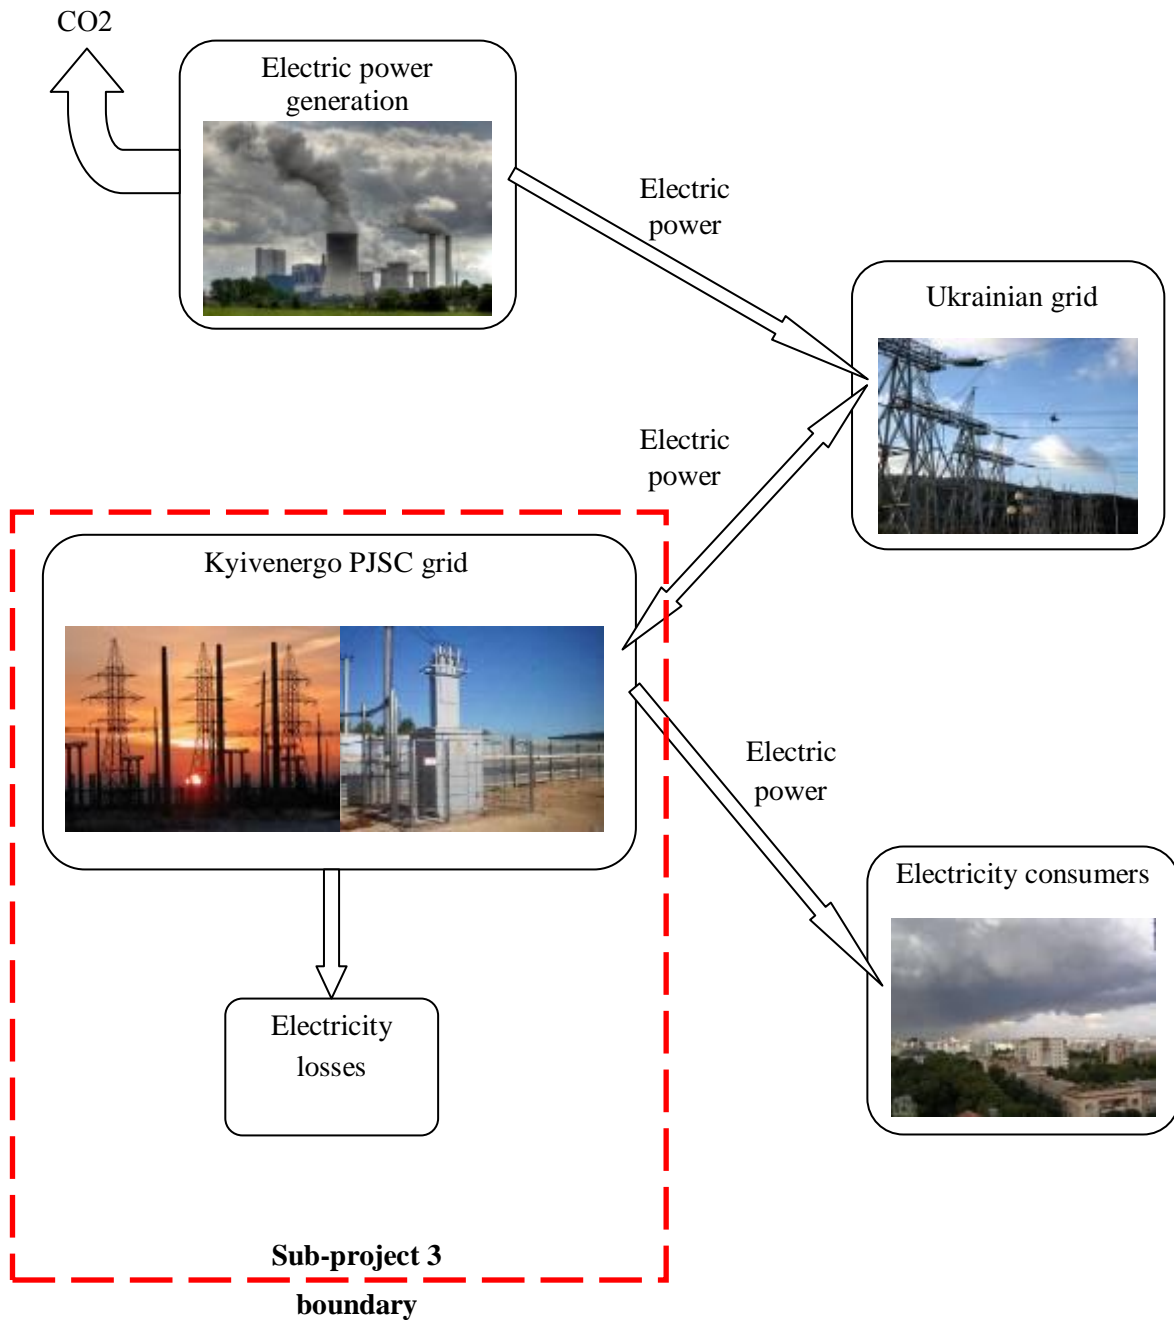 CO2
Electric power
generation
Electric
power
Ukrainian grid
Electric
power
Kyivenergo PJSC grid
Electric
power
Electricity consumers
Electricity
losses
Sub-project 3
boundary